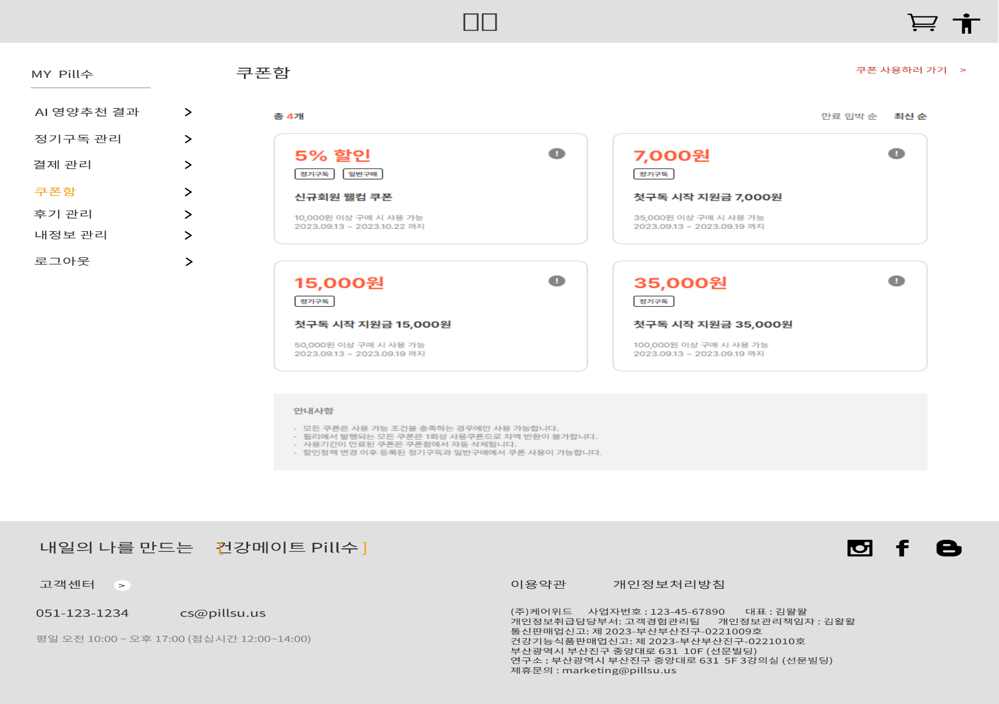 MY Pill수
AI 영양추천 결과
정기구독 관리
결제 관리
쿠폰함
후기 관리
내정보 관리
로그아웃
쿠폰함
쿠폰 사용하러 가기 >
총 4개
만료 임박 순 최신 순
5% 할인
정기구독 일반구매
신규회원 웰컴 쿠폰
10,000원 이상 구매 시 사용 가능
2023.09.13 ~ 2023.10.22 까지
7,000원
정기구독
첫구독 시작 지원금 7,000원
35,000원 이상 구매 시 사용 가능
2023.09.13 ~ 2023.09.19 까지
15,000원
정기구독
첫구독 시작 지원금 15,000원
50,000원 이상 구매 시 사용 가능
2023.09.13 ~ 2023.09.19 까지
35,000원
정기구독
첫구독 시작 지원금 35,000원
100,000원 이상 구매 시 사용 가능
2023.09.13 ~ 2023.09.19 까지
안내사항
- 모든 쿠폰은 사용 가능 조건을 충족하는 경우에만 사용 가능합니다.
- 필리에서 발행되는 모든 쿠폰은 1회성 사용쿠폰으로 차액 반환이 불가합니다.
- 사용기간이 만료된 쿠폰은 쿠폰함에서 자동 삭제됩니다.
- 할인정책 변경 이후 등록된 정기구독과 일반구매에서 쿠폰 사용이 가능합니다.
내일의 나를 만드는 [건강메이트 Pill수]
고객센터 >
051-123-1234 cs@pillsu.us
평일 오전 10:00 ~ 오후 17:00 (점심시간 12:00~14:00)
이용약관 개인정보처리방침
(주)케어위드 사업자번호 : 123-45-67890 대표 : 김왈왈
개인정보취급담당부서: 고객경험관리팀 개인정보관리책임자 : 김왈왈
통신판매업신고: 제 2023-부산부산진구-0221009호
건강기능식품판매업신고: 제 2023-부산부산진구-0221010호
부산광역시 부산진구 중앙대로 631 10F (선문빌딩)
연구소 : 부산광역시 부산진구 중앙대로 631 5F 3강의실 (선문빌딩)
제휴문의 : marketing@pillsu.us